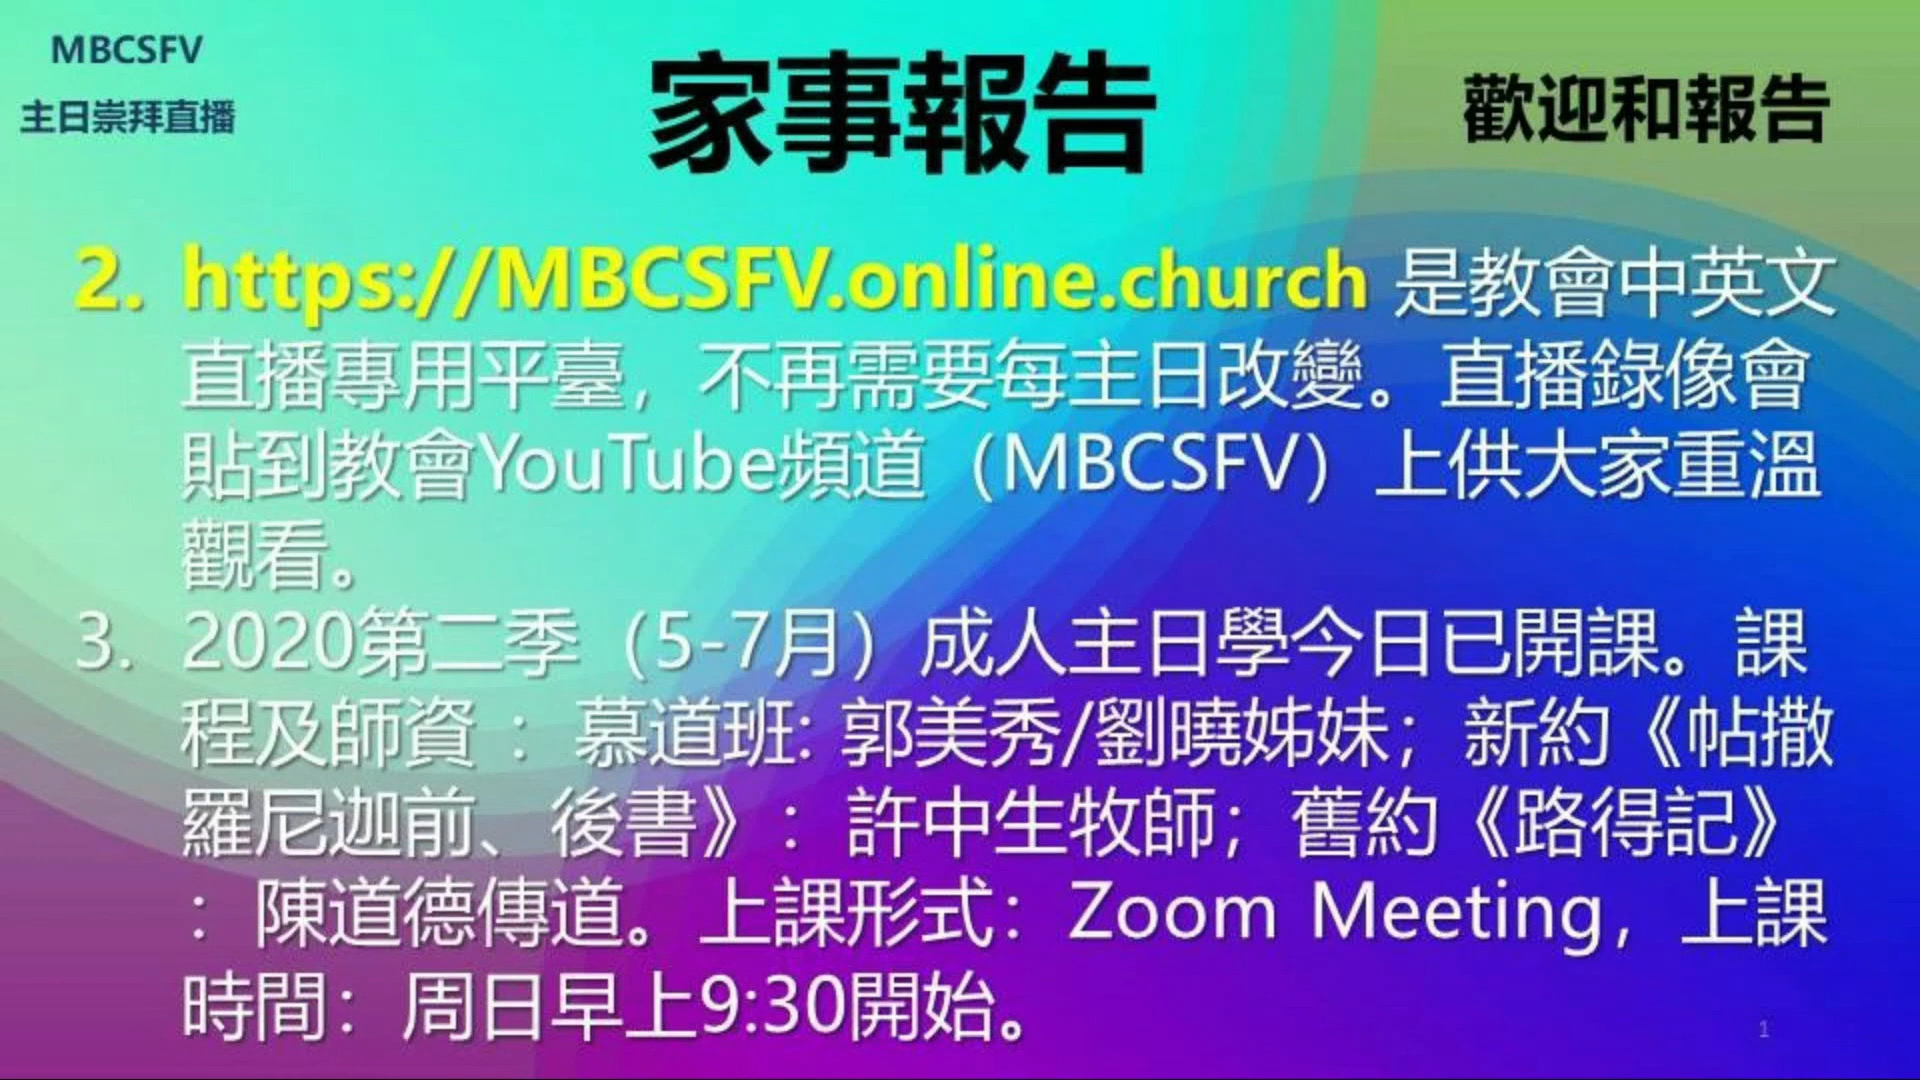 MBCSFV
主日崇拜直播
家事報告
歡迎和報告
2. https://MBCSFV.online.church 是教會中英文
直播專用平臺，不再需要每主日改變。直播錄像會
貼到教會YouTube頻道（MBCSFV）上供大家重溫
觀看。
3. 2020第二季（5-7月）成人主日學今日已開課。課
程及師資 ：慕道班: 郭美秀/劉曉姊妹；新約《帖撒
羅尼迦前、後書》：許中生牧師；舊約《路得記》
：陳道德傳道。上課形式：Zoom Meeting，上課
時間：周日早上9:30開始。
1